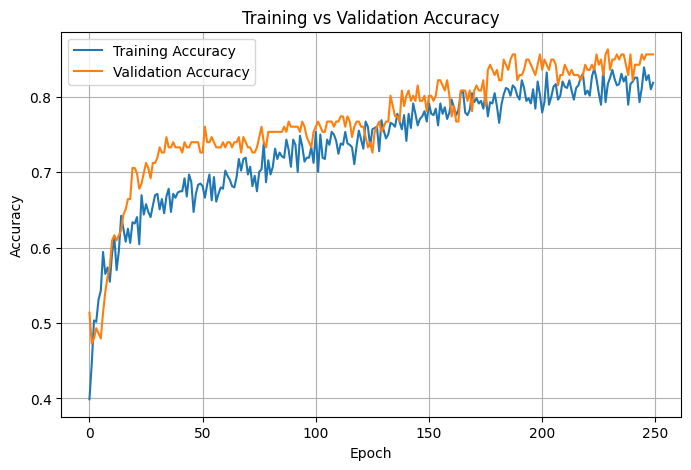 Training vs Validation Accuracy
Training Accuracy
Validation Accuracy
0.8
0.7
0.6
0.5
0.4
Accuracy
0
50
100
150
200
250
Epoch